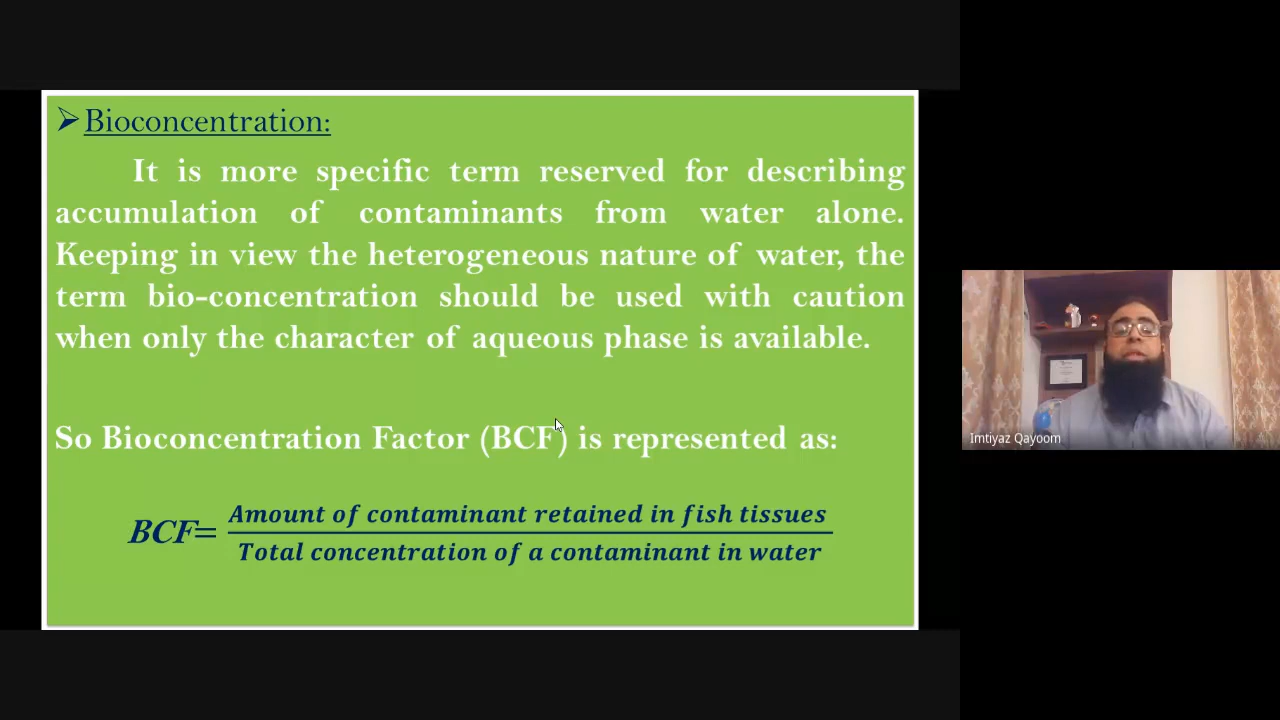 ➢Bioconcentration:
It is more specific term reserved for describing
accumulation of contaminants from water alone.
Keeping in view the heterogeneous nature of water, the
term bio-concentration should be used with caution
when only the character of aqueous phase is available.
So Bioconcentration Factor (BCF) is represented as:
BCF= Amount of contaminant retained in fish tissues
Total concentration of a contaminant in water
Imtiyaz Qayoom